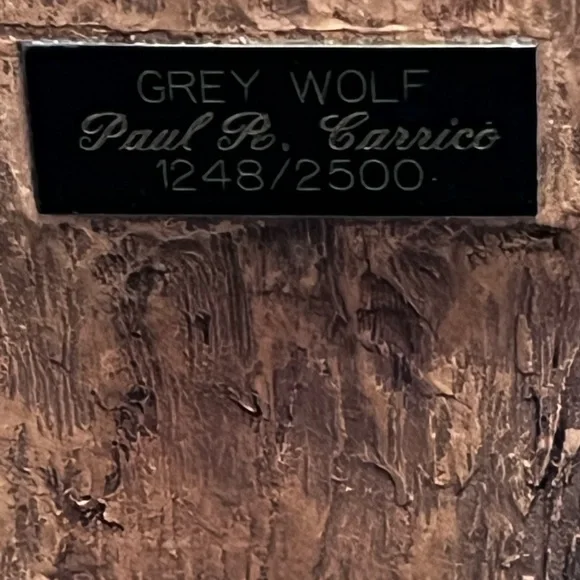 GREY WOLF
Paul R. Carrico
1248/2500